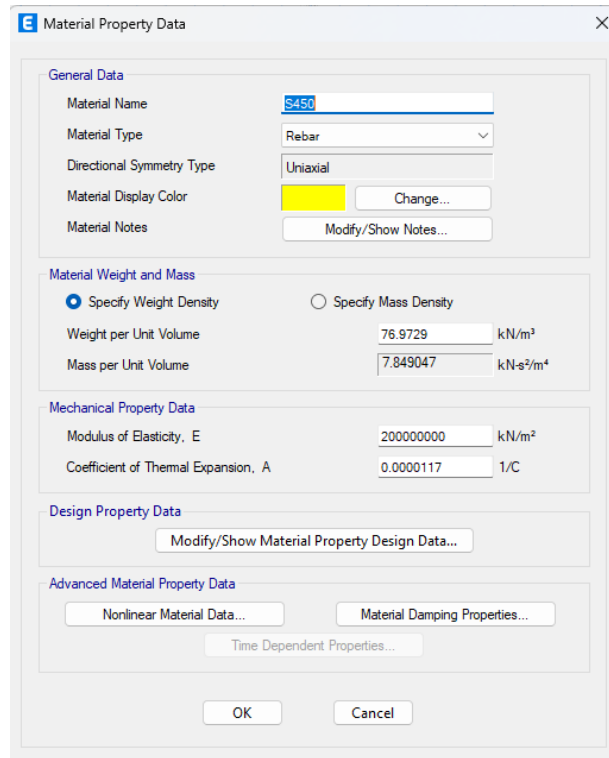 E Material Property Data
General Data
Material Name S450
Material Type Rebar
Directional Symmetry Type Uniaxial
Material Display Color Change...
Material Notes Modify/Show Notes...
Material Weight and Mass
Specify Weight Density Specify Mass Density
Weight per Unit Volume 76.9729 kN/m³
Mass per Unit Volume 7.849047 kN-s²/m⁴
Mechanical Property Data
Modulus of Elasticity, E 200000000 kN/m²
Coefficient of Thermal Expansion, A 0.0000117 1/C
Design Property Data
Modify/Show Material Property Design Data...
Advanced Material Property Data
Nonlinear Material Data... Material Damping Properties...
Time Dependent Properties...
OK Cancel